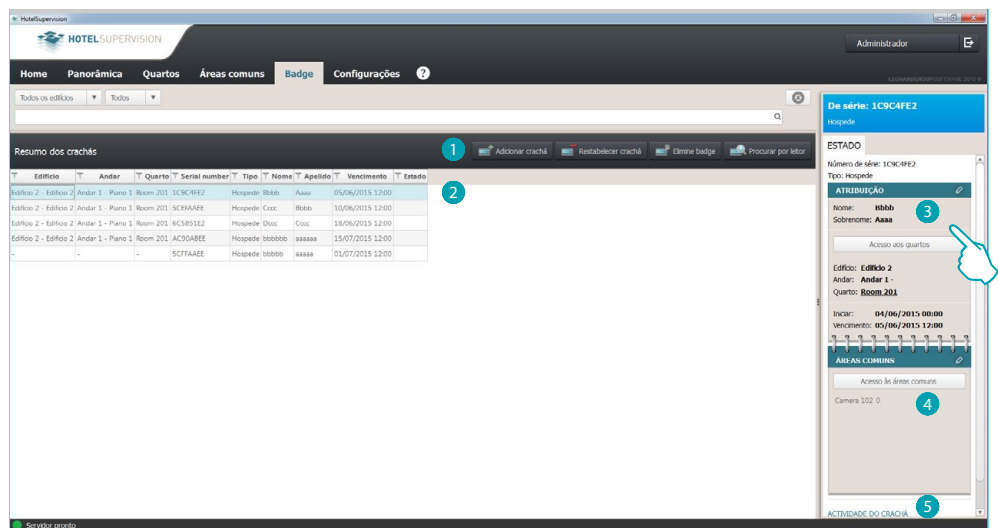 HotelSupervision
HOTELSUPERVISION
Administrador
Home Panorâmica Quartos Áreas comuns Badge Configurações ?
Todos os edifícios Todos
Resumo dos crachás
1 Adicionar crachá Restabelecer crachá Elimine badge Procurar por leitor
Edifício Andar Quarto Serial number Tipo Nome Apelido Vencimento Estado
Edifício 2 - Edifício 2 Andar 1 - Piano 1 Room 201 1C9C4FE2 Hospede Bbbb Aaaa 05/06/2015 12:00
2
Edifício 2 - Edifício 2 Andar 1 - Piano 1 Room 201 5CEFAAEE Hospede Cccc Bbbb 10/06/2015 12:00
Edifício 2 - Edifício 2 Andar 1 - Piano 1 Room 201 6C5851E2 Hospede Dccc Cccc 18/06/2015 12:00
Edifício 2 - Edifício 2 Andar 1 - Piano 1 Room 201 AC90ABEE Hospede bbbbbb aaaaaa 15/07/2015 12:00
- - - 5CFFAAEE Hospede bbbbb aaaaa 01/07/2015 12:00
De série: 1C9C4FE2
Hospede
ESTADO
Número de série: 1C9C4FE2
Tipo: Hospede
ATRIBUIÇÃO
Nome: Bbbb
3
Sobrenome: Aaaa
Acesso aos quartos
Edifício: Edifício 2
Andar: Andar 1 -
Quarto: Room 201
Iniciar: 04/06/2015 00:00
Vencimento: 05/06/2015 12:00
ÁREAS COMUNS
Acesso às áreas comuns
Camera 102 0
4
ACTIVIDADE DO CRACHÁ 5
Servidor pronto